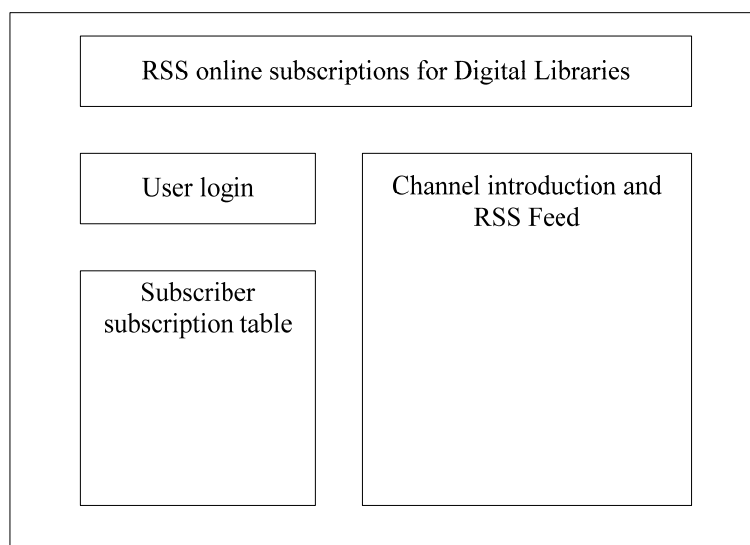 RSS online subscriptions for Digital Libraries
User login
Channel introduction and
RSS Feed
Subscriber
subscription table